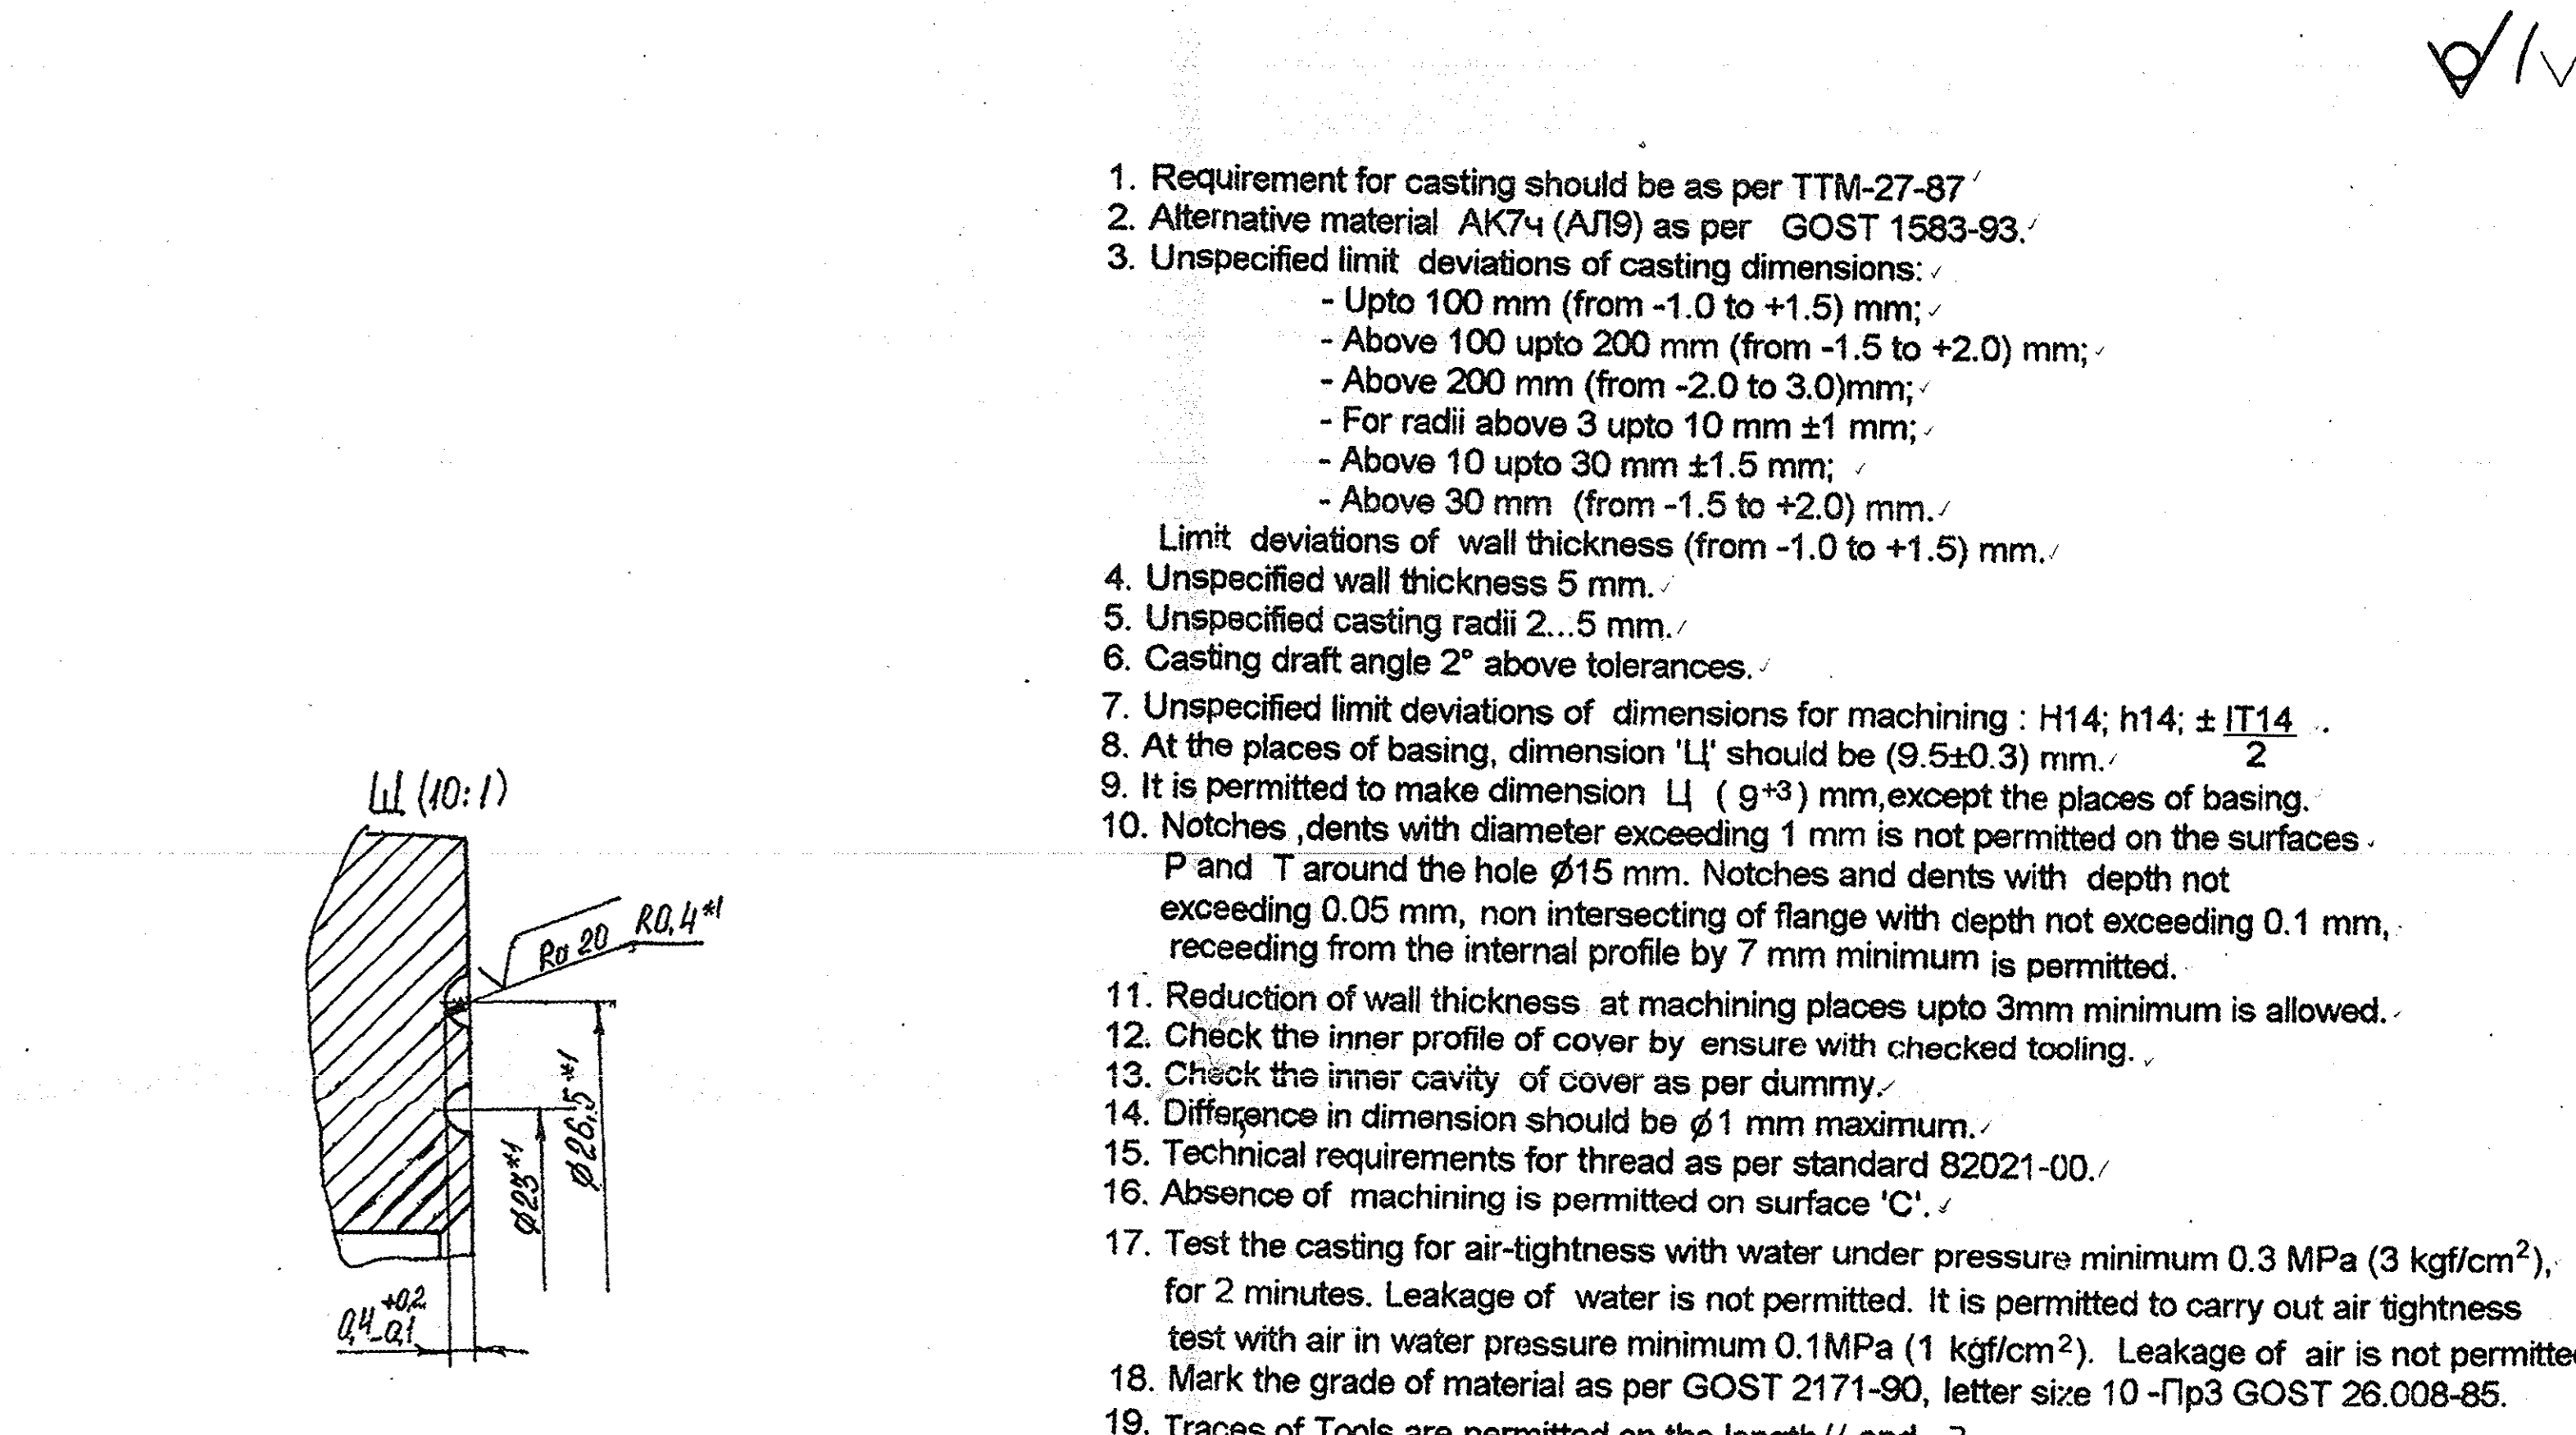 1. Requirement for casting should be as per TTM-27-87
2. Alternative material АК7ч (АЛ9) as per GOST 1583-93.
3. Unspecified limit deviations of casting dimensions:
- Upto 100 mm (from -1.0 to +1.5) mm;
- Above 100 upto 200 mm (from -1.5 to +2.0) mm;
- Above 200 mm (from -2.0 to 3.0)mm;
- For radii above 3 upto 10 mm ±1 mm;
- Above 10 upto 30 mm ±1.5 mm;
- Above 30 mm (from -1.5 to +2.0) mm.
Limit deviations of wall thickness (from -1.0 to +1.5) mm.
4. Unspecified wall thickness 5 mm.
5. Unspecified casting radii 2...5 mm.
6. Casting draft angle 2° above tolerances.
7. Unspecified limit deviations of dimensions for machining : H14; h14; ± IT14/2 .
8. At the places of basing, dimension 'Ц' should be (9.5±0.3) mm.
9. It is permitted to make dimension Ц ( 9+3) mm,except the places of basing.
10. Notches ,dents with diameter exceeding 1 mm is not permitted on the surfaces
P and T around the hole ø15 mm. Notches and dents with depth not
exceeding 0.05 mm, non intersecting of flange with depth not exceeding 0.1 mm,
receeding from the internal profile by 7 mm minimum is permitted.
11. Reduction of wall thickness at machining places upto 3mm minimum is allowed.
12. Check the inner profile of cover by ensure with checked tooling.
13. Check the inner cavity of cover as per dummy.
14. Difference in dimension should be ø1 mm maximum.
15. Technical requirements for thread as per standard 82021-00.
16. Absence of machining is permitted on surface 'C'.
17. Test the casting for air-tightness with water under pressure minimum 0.3 MPa (3 kgf/cm²),
for 2 minutes. Leakage of water is not permitted. It is permitted to carry out air tightness
test with air in water pressure minimum 0.1MPa (1 kgf/cm²). Leakage of air is not permitte
18. Mark the grade of material as per GOST 2171-90, letter size 10 -Пр3 GOST 26.008-85.
19. Traces of Tools are permitted on the length
Ш (10:1)
Ra 20
R0,4*1
ø26,5*1
ø23*1
0,4 +0,2 -0,1